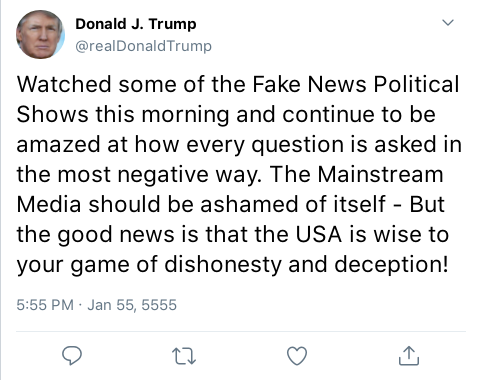 Donald J. Trump
@realDonaldTrump
Watched some of the Fake News Political
Shows this morning and continue to be
amazed at how every question is asked in
the most negative way. The Mainstream
Media should be ashamed of itself - But
the good news is that the USA is wise to
your game of dishonesty and deception!
5:55 PM · Jan 55, 5555